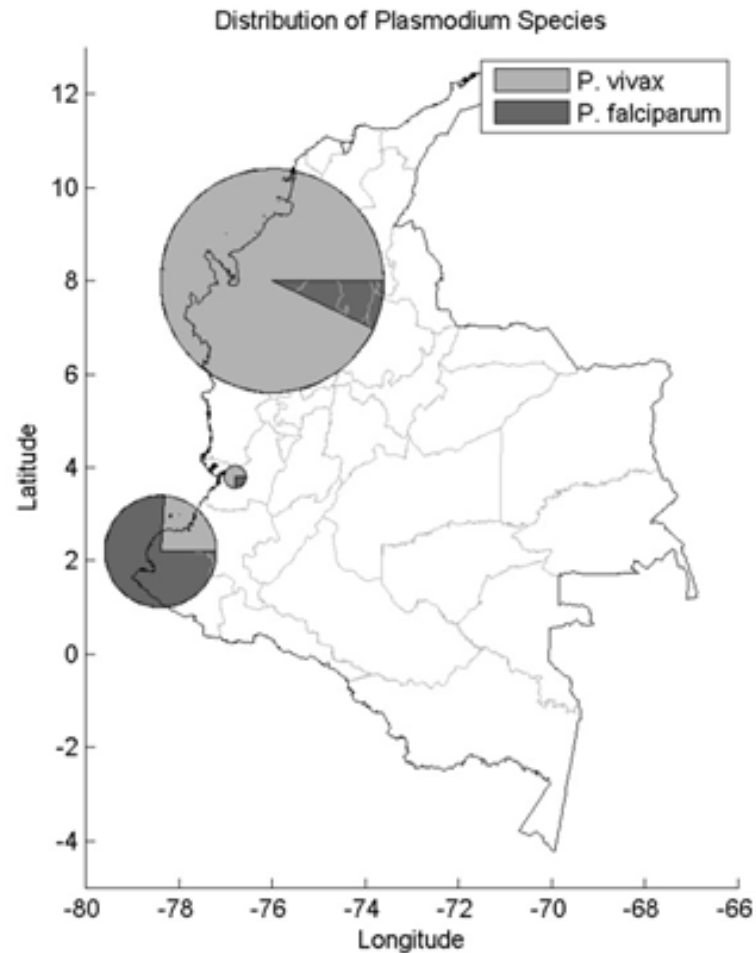 Distribution of Plasmodium Species
P. vivax
P. falciparum
12
10
8
6
4
2
0
-2
-4
Latitude
-80 -78 -76 -74 -72 -70 -68 -66
Longitude